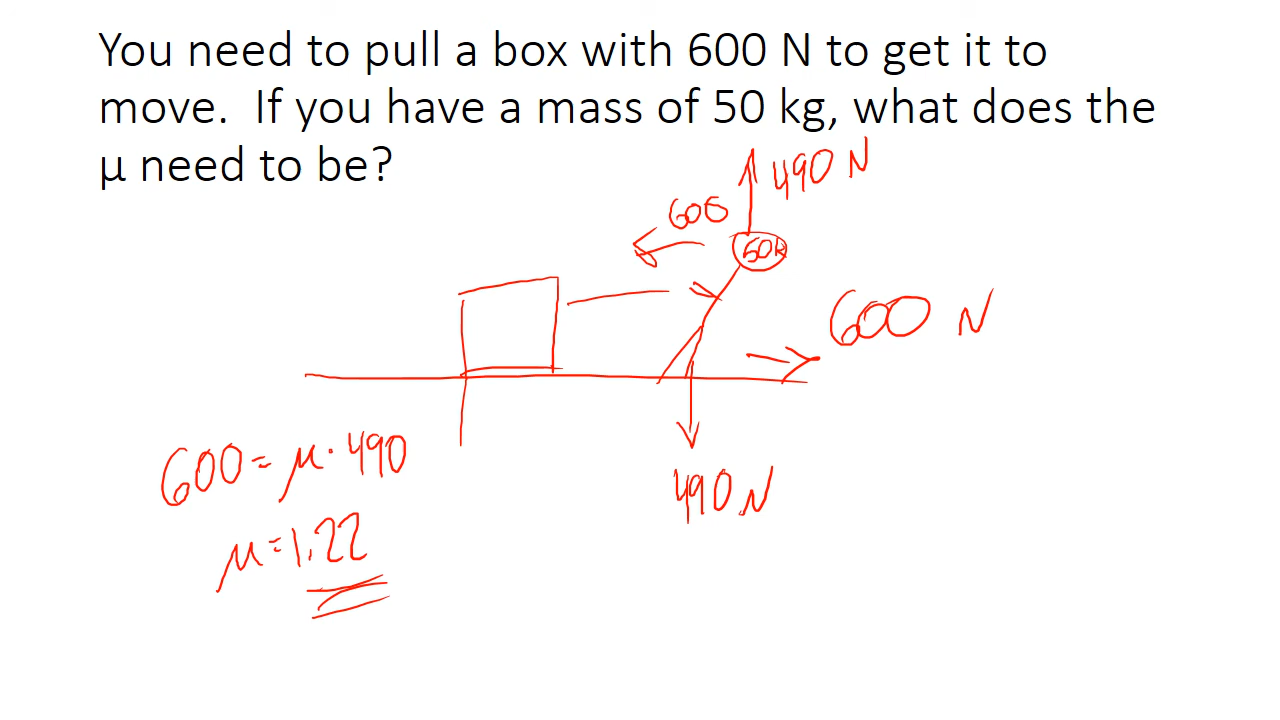 You need to pull a box with 600 N to get it to
move. If you have a mass of 50 kg, what does the
μ need to be?
490 N
600
50k
600 N
600 = μ · 490
490 N
μ = 1.22